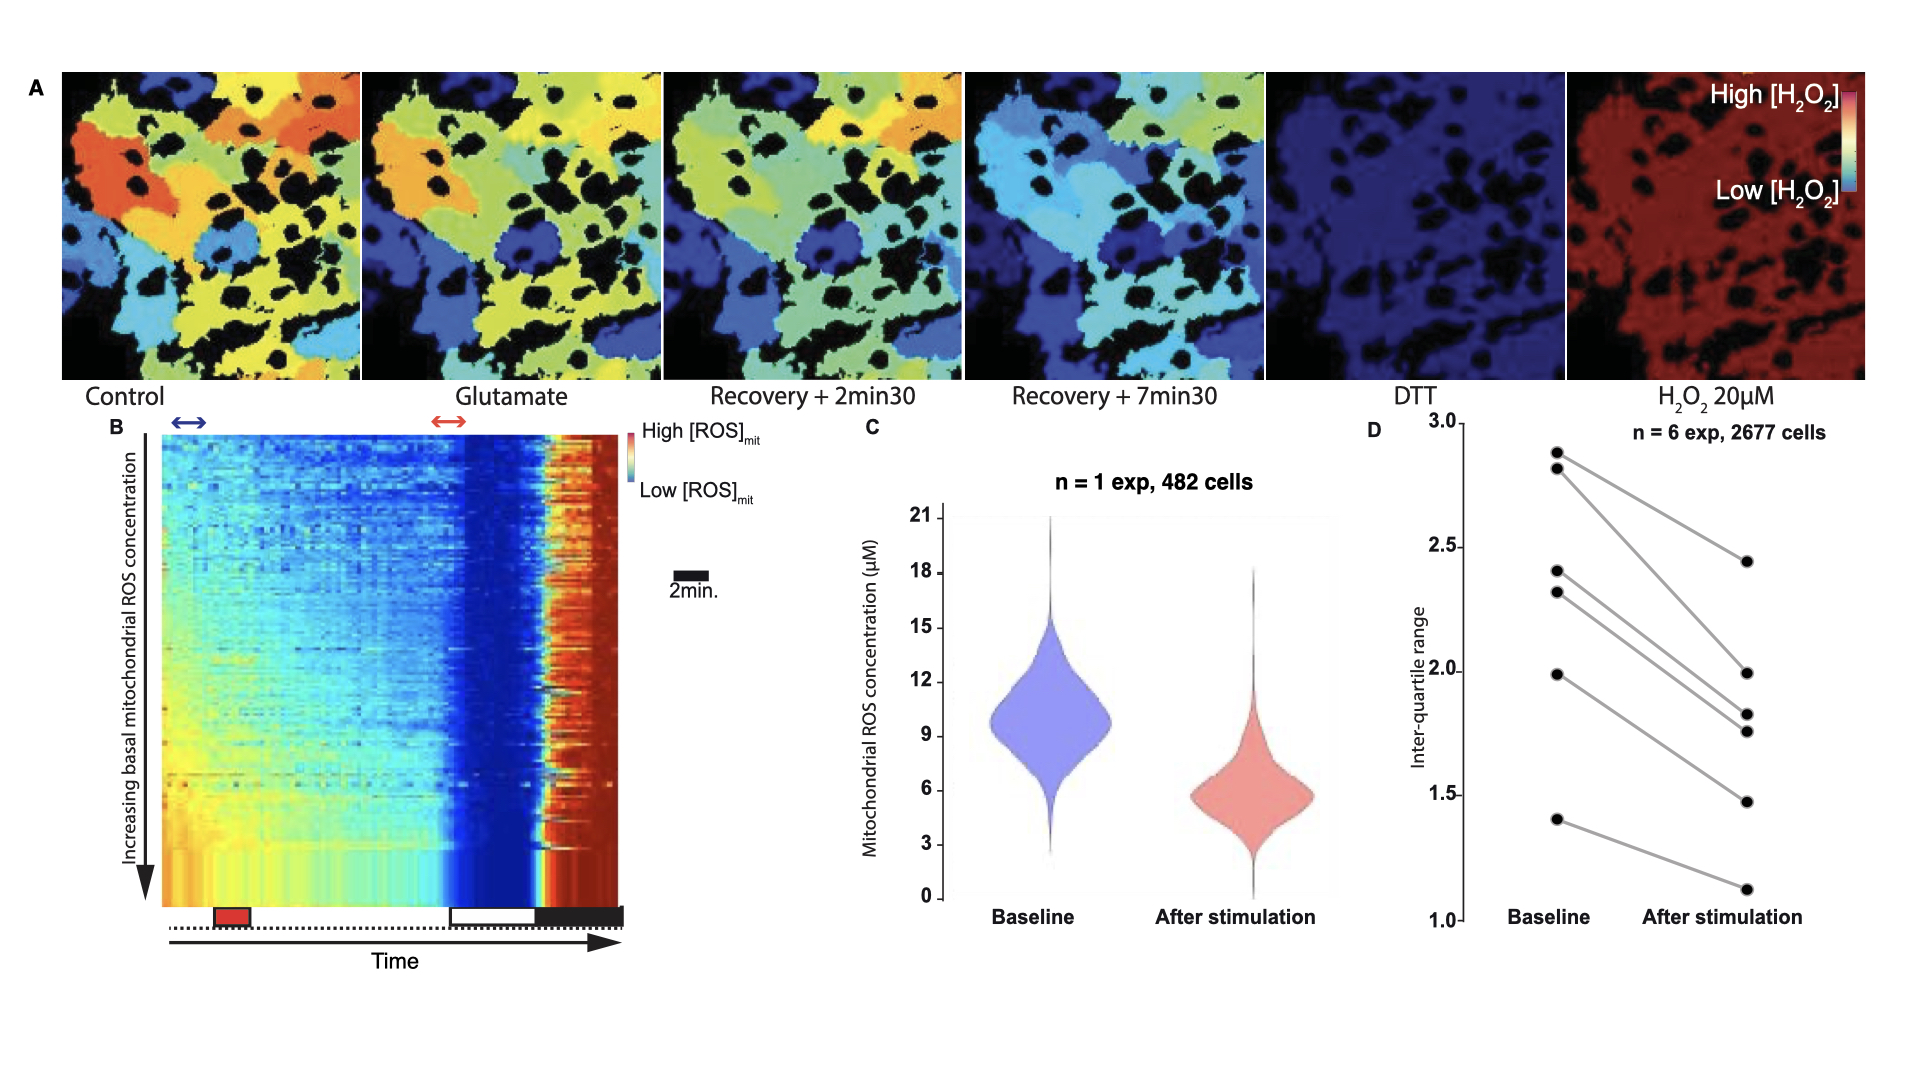 A
High [H₂O₂]
Low [H₂O₂]
Control
Glutamate
Recovery + 2min30
Recovery + 7min30
DTT
H₂O₂ 20µM
B
Increasing basal mitochondrial ROS concentration
High [ROS]mit
Low [ROS]mit
2min.
Time
C
n = 1 exp, 482 cells
Mitochondrial ROS concentration (µM)
21
18
15
12
9
6
3
0
Baseline
After stimulation
D
n = 6 exp, 2677 cells
Inter-quartile range
3.0
2.5
2.0
1.5
1.0
Baseline
After stimulation